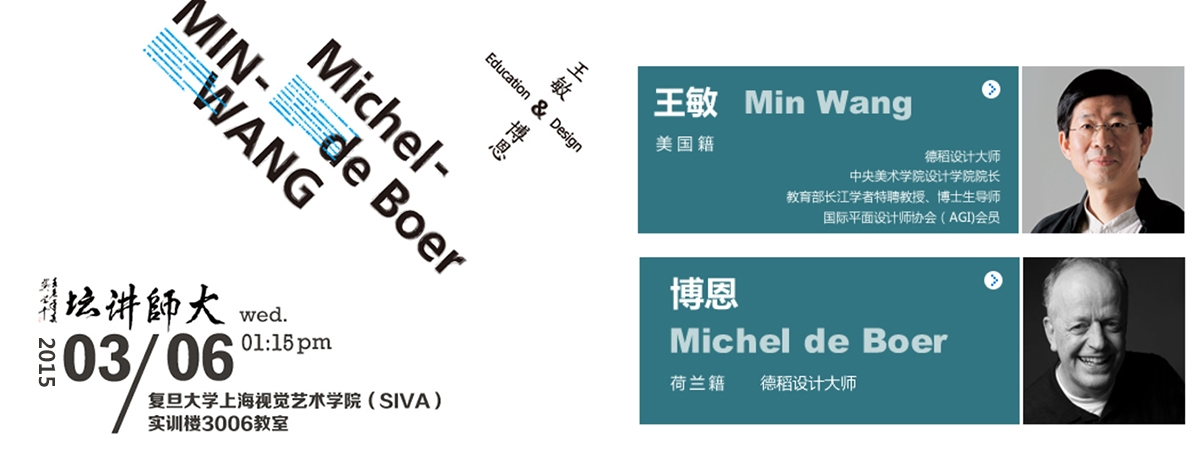 MIN-
WANG
Michel-
de Boer
王敏
Education & Design
博恩
大師講坛
wed.
2015
03/06
01:15pm
复旦大学上海视觉艺术学院（SIVA）
实训楼3006教室
王敏 Min Wang
美国籍
德稻设计大师
中央美术学院设计学院院长
教育部长江学者特聘教授、博士生导师
国际平面设计师协会（AGI)会员
博恩
Michel de Boer
荷兰籍 德稻设计大师